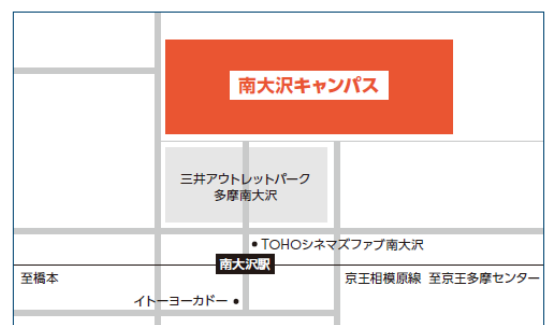 南大沢キャンパス
三井アウトレットパーク
多摩南大沢
• TOHOシネマズファブ南大沢
南大沢駅
至橋本
京王相模原線 至京王多摩センター
イトーヨーカドー •